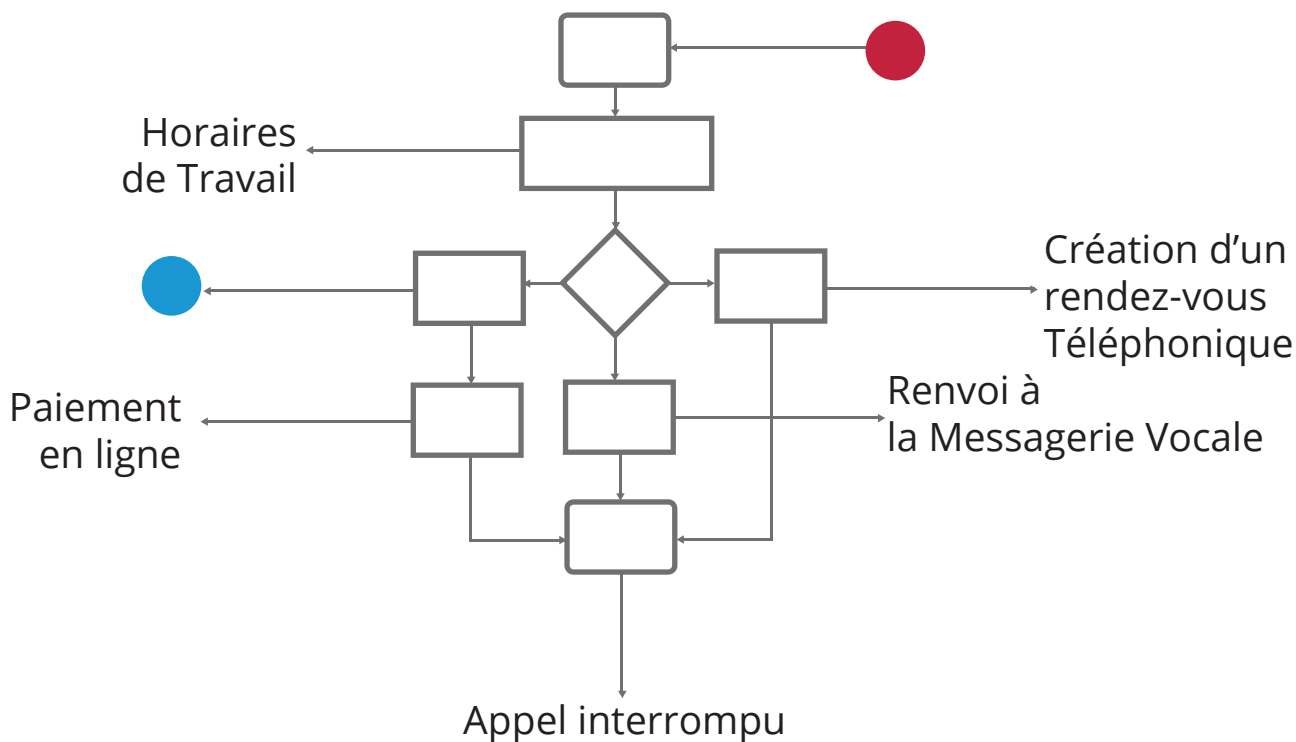 Horaires
de Travail
Création d’un
rendez-vous
Téléphonique
Paiement
en ligne
Renvoi à
la Messagerie Vocale
Appel interrompu